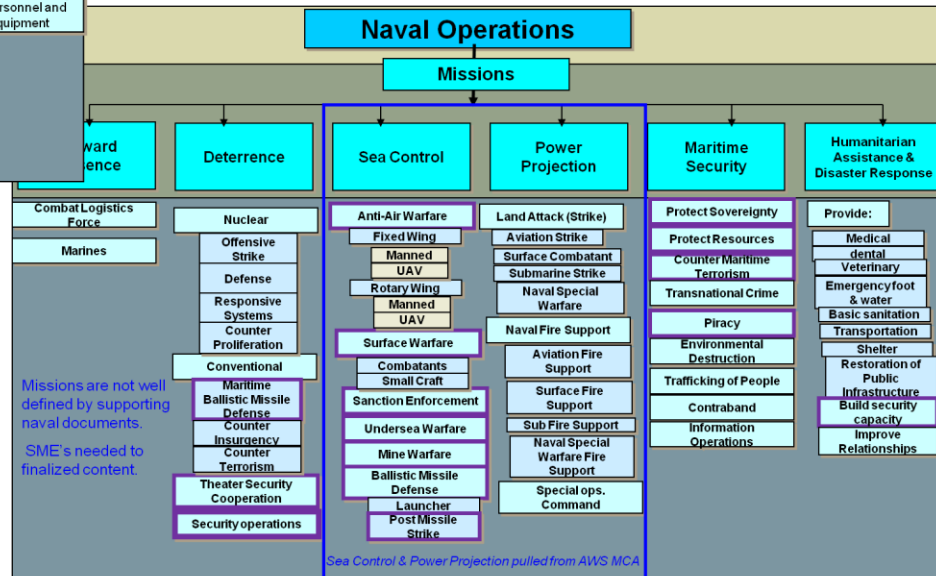 ersonnel and
quipment
Naval Operations
Missions
ward
ence
Deterrence
Sea Control
Power
Projection
Maritime
Security
Humanitarian
Assistance &
Disaster Response
Combat Logistics
Force
Marines
Nuclear
Offensive
Strike
Defense
Responsive
Systems
Counter
Proliferation
Conventional
Maritime
Ballistic Missile
Defense
Counter
Insurgency
Counter
Terrorism
Theater Security
Cooperation
Security operations
Anti-Air Warfare
Fixed Wing
Manned
UAV
Rotary Wing
Manned
UAV
Surface Warfare
Combatants
Small Craft
Sanction Enforcement
Undersea Warfare
Mine Warfare
Ballistic Missile
Defense
Launcher
Post Missile
Strike
Land Attack (Strike)
Aviation Strike
Surface Combatant
Submarine Strike
Naval Special
Warfare
Naval Fire Support
Aviation Fire
Support
Surface Fire
Support
Sub Fire Support
Naval Special
Warfare Fire
Support
Special ops.
Command
Protect Sovereignty
Protect Resources
Counter Maritime
Terrorism
Transnational Crime
Piracy
Environmental
Destruction
Trafficking of People
Contraband
Information
Operations
Provide:
Medical
dental
Veterinary
Emergency foot
& water
Basic sanitation
Transportation
Shelter
Restoration of
Public
Infrastructure
Build security
capacity
Improve
Relationships
Missions are not well
defined by supporting
naval documents.
SME's needed to
finalized content.
Sea Control & Power Projection pulled from AWS MCA